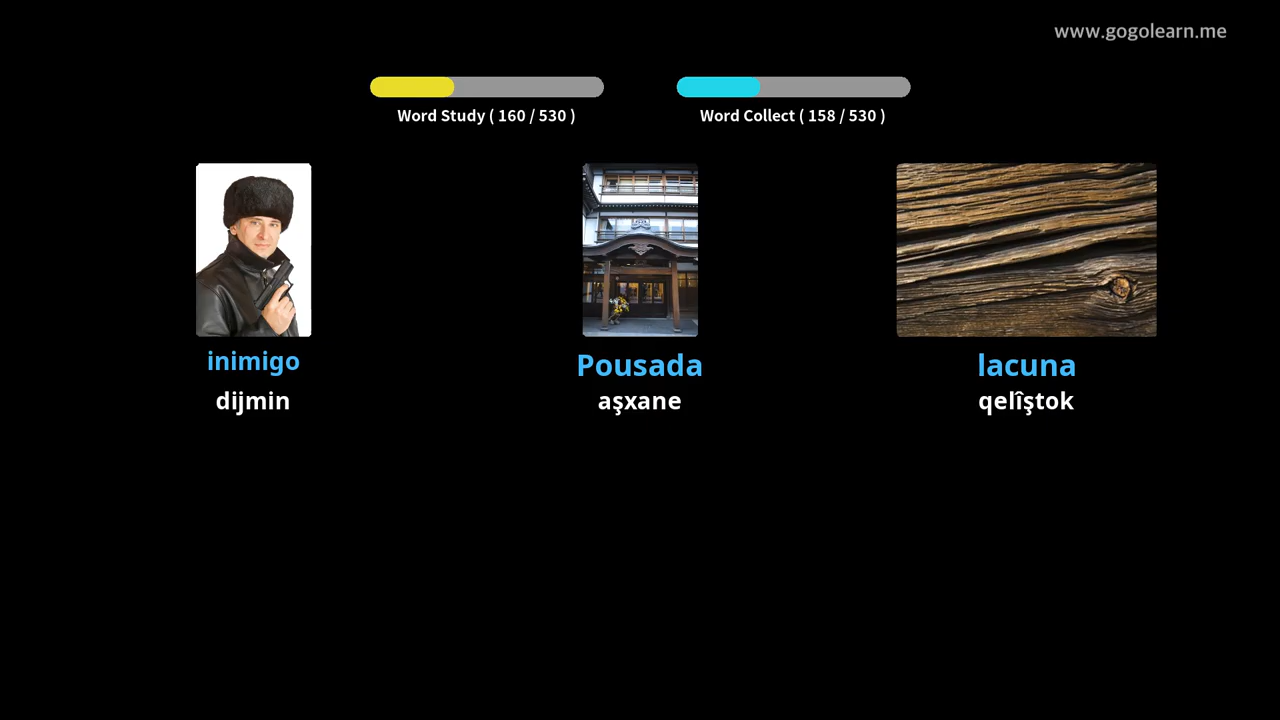 www.gogolearn.me
Word Study ( 160 / 530 )
Word Collect ( 158 / 530 )
inimigo
dijmin
Pousada
aşxane
lacuna
qelîştok